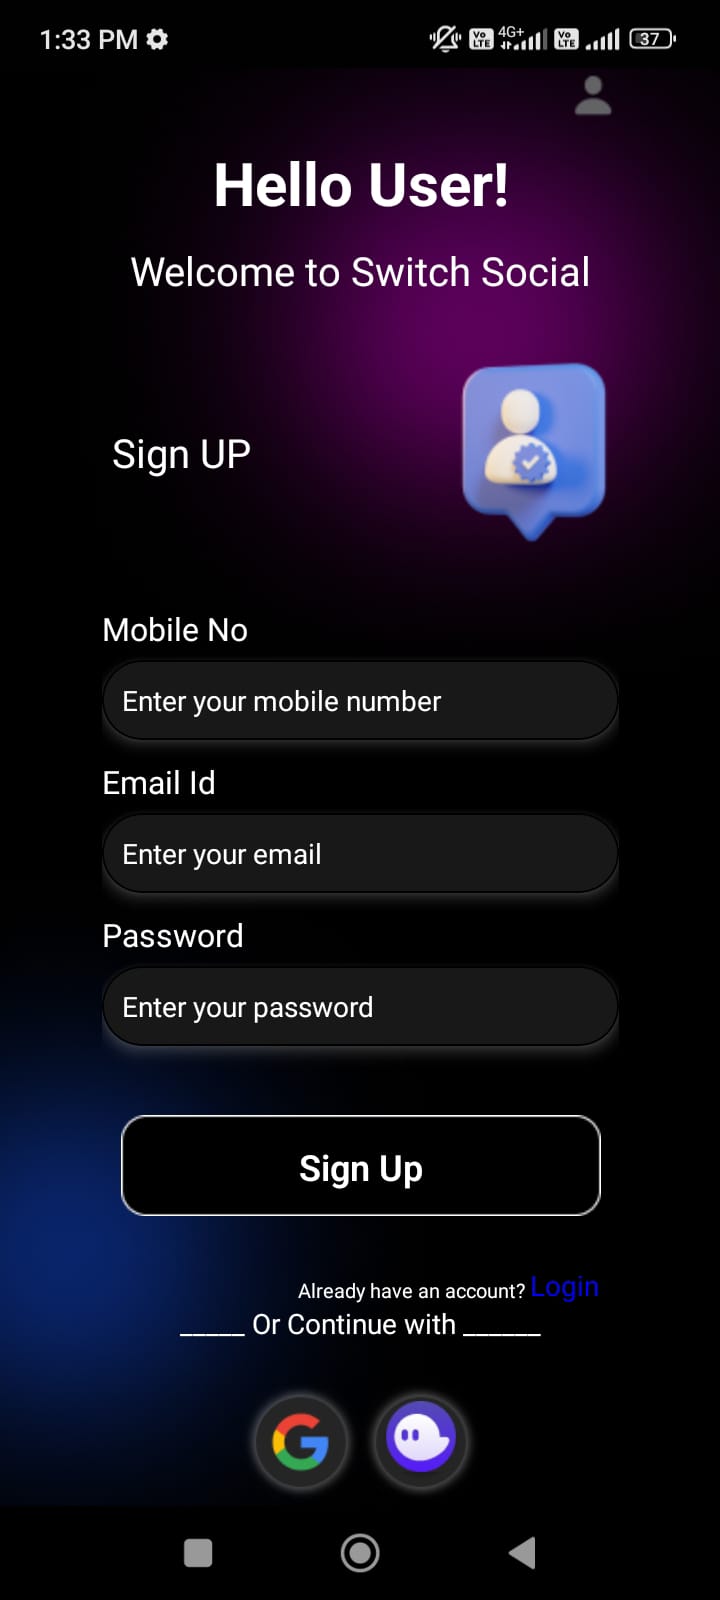 1:33 PM
Vo LTE 4G+ Vo LTE 37
Hello User!
Welcome to Switch Social
Sign UP
Mobile No
Enter your mobile number
Email Id
Enter your email
Password
Enter your password
Sign Up
Already have an account? Login
_____ Or Continue with ______